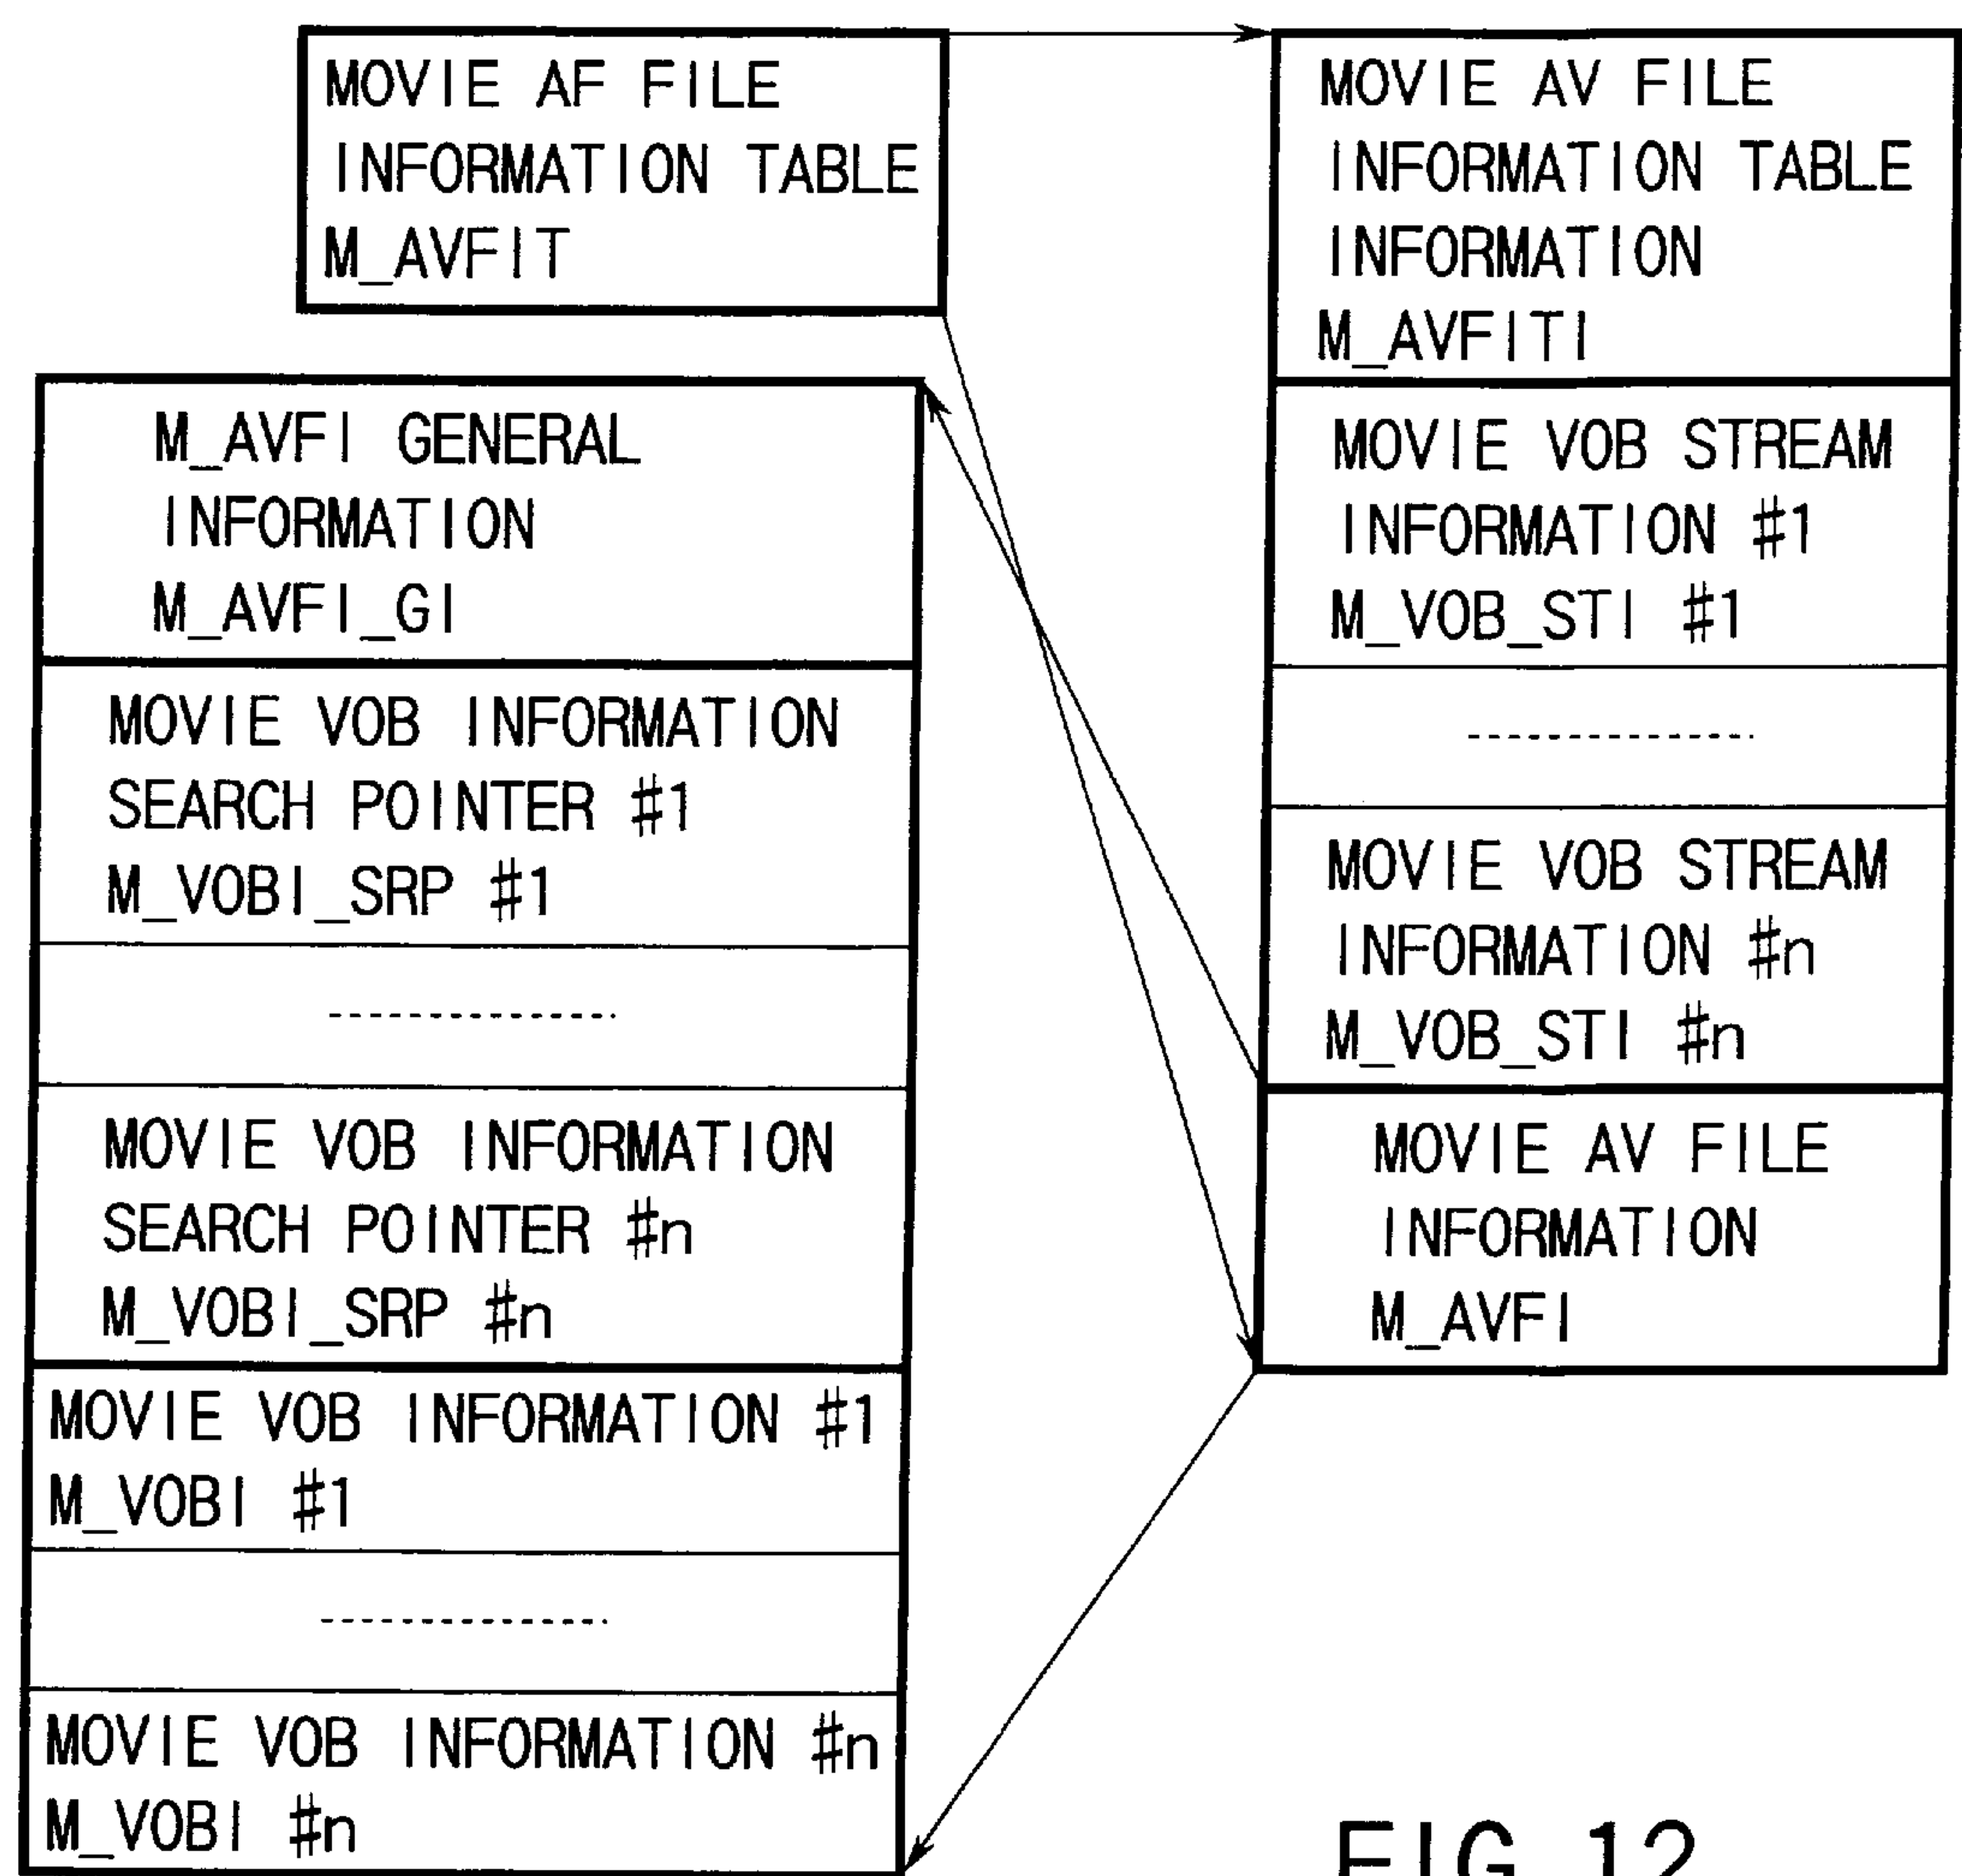 MOVIE AF FILE
INFORMATION TABLE
M_AVFIT
MOVIE AV FILE
INFORMATION TABLE
INFORMATION
M_AVFITI
MOVIE VOB STREAM
INFORMATION #1
M_VOB_STI #1
MOVIE VOB STREAM
INFORMATION #n
M_VOB_STI #n
MOVIE AV FILE
INFORMATION
M_AVFI
M_AVFI GENERAL
INFORMATION
M_AVFI_GI
MOVIE VOB INFORMATION
SEARCH POINTER #1
M_VOBI_SRP #1
MOVIE VOB INFORMATION
SEARCH POINTER #n
M_VOBI_SRP #n
MOVIE VOB INFORMATION #1
M_VOBI #1
MOVIE VOB INFORMATION #n
M_VOBI #n
FIG.12